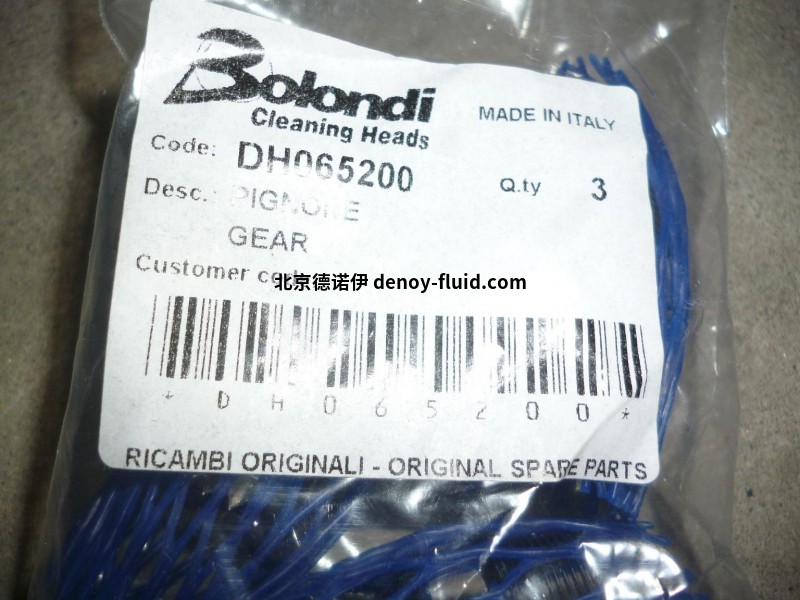 Bolondi
Cleaning Heads
MADE IN ITALY
Code: DH065200
Q.ty 3
Desc.: PIGNONE
GEAR
Customer
北京德诺伊 denoy-fluid.com
* D H 0 6 5 2 0 0 *
RICAMBI ORIGINALI - ORIGINAL SPARE PARTS